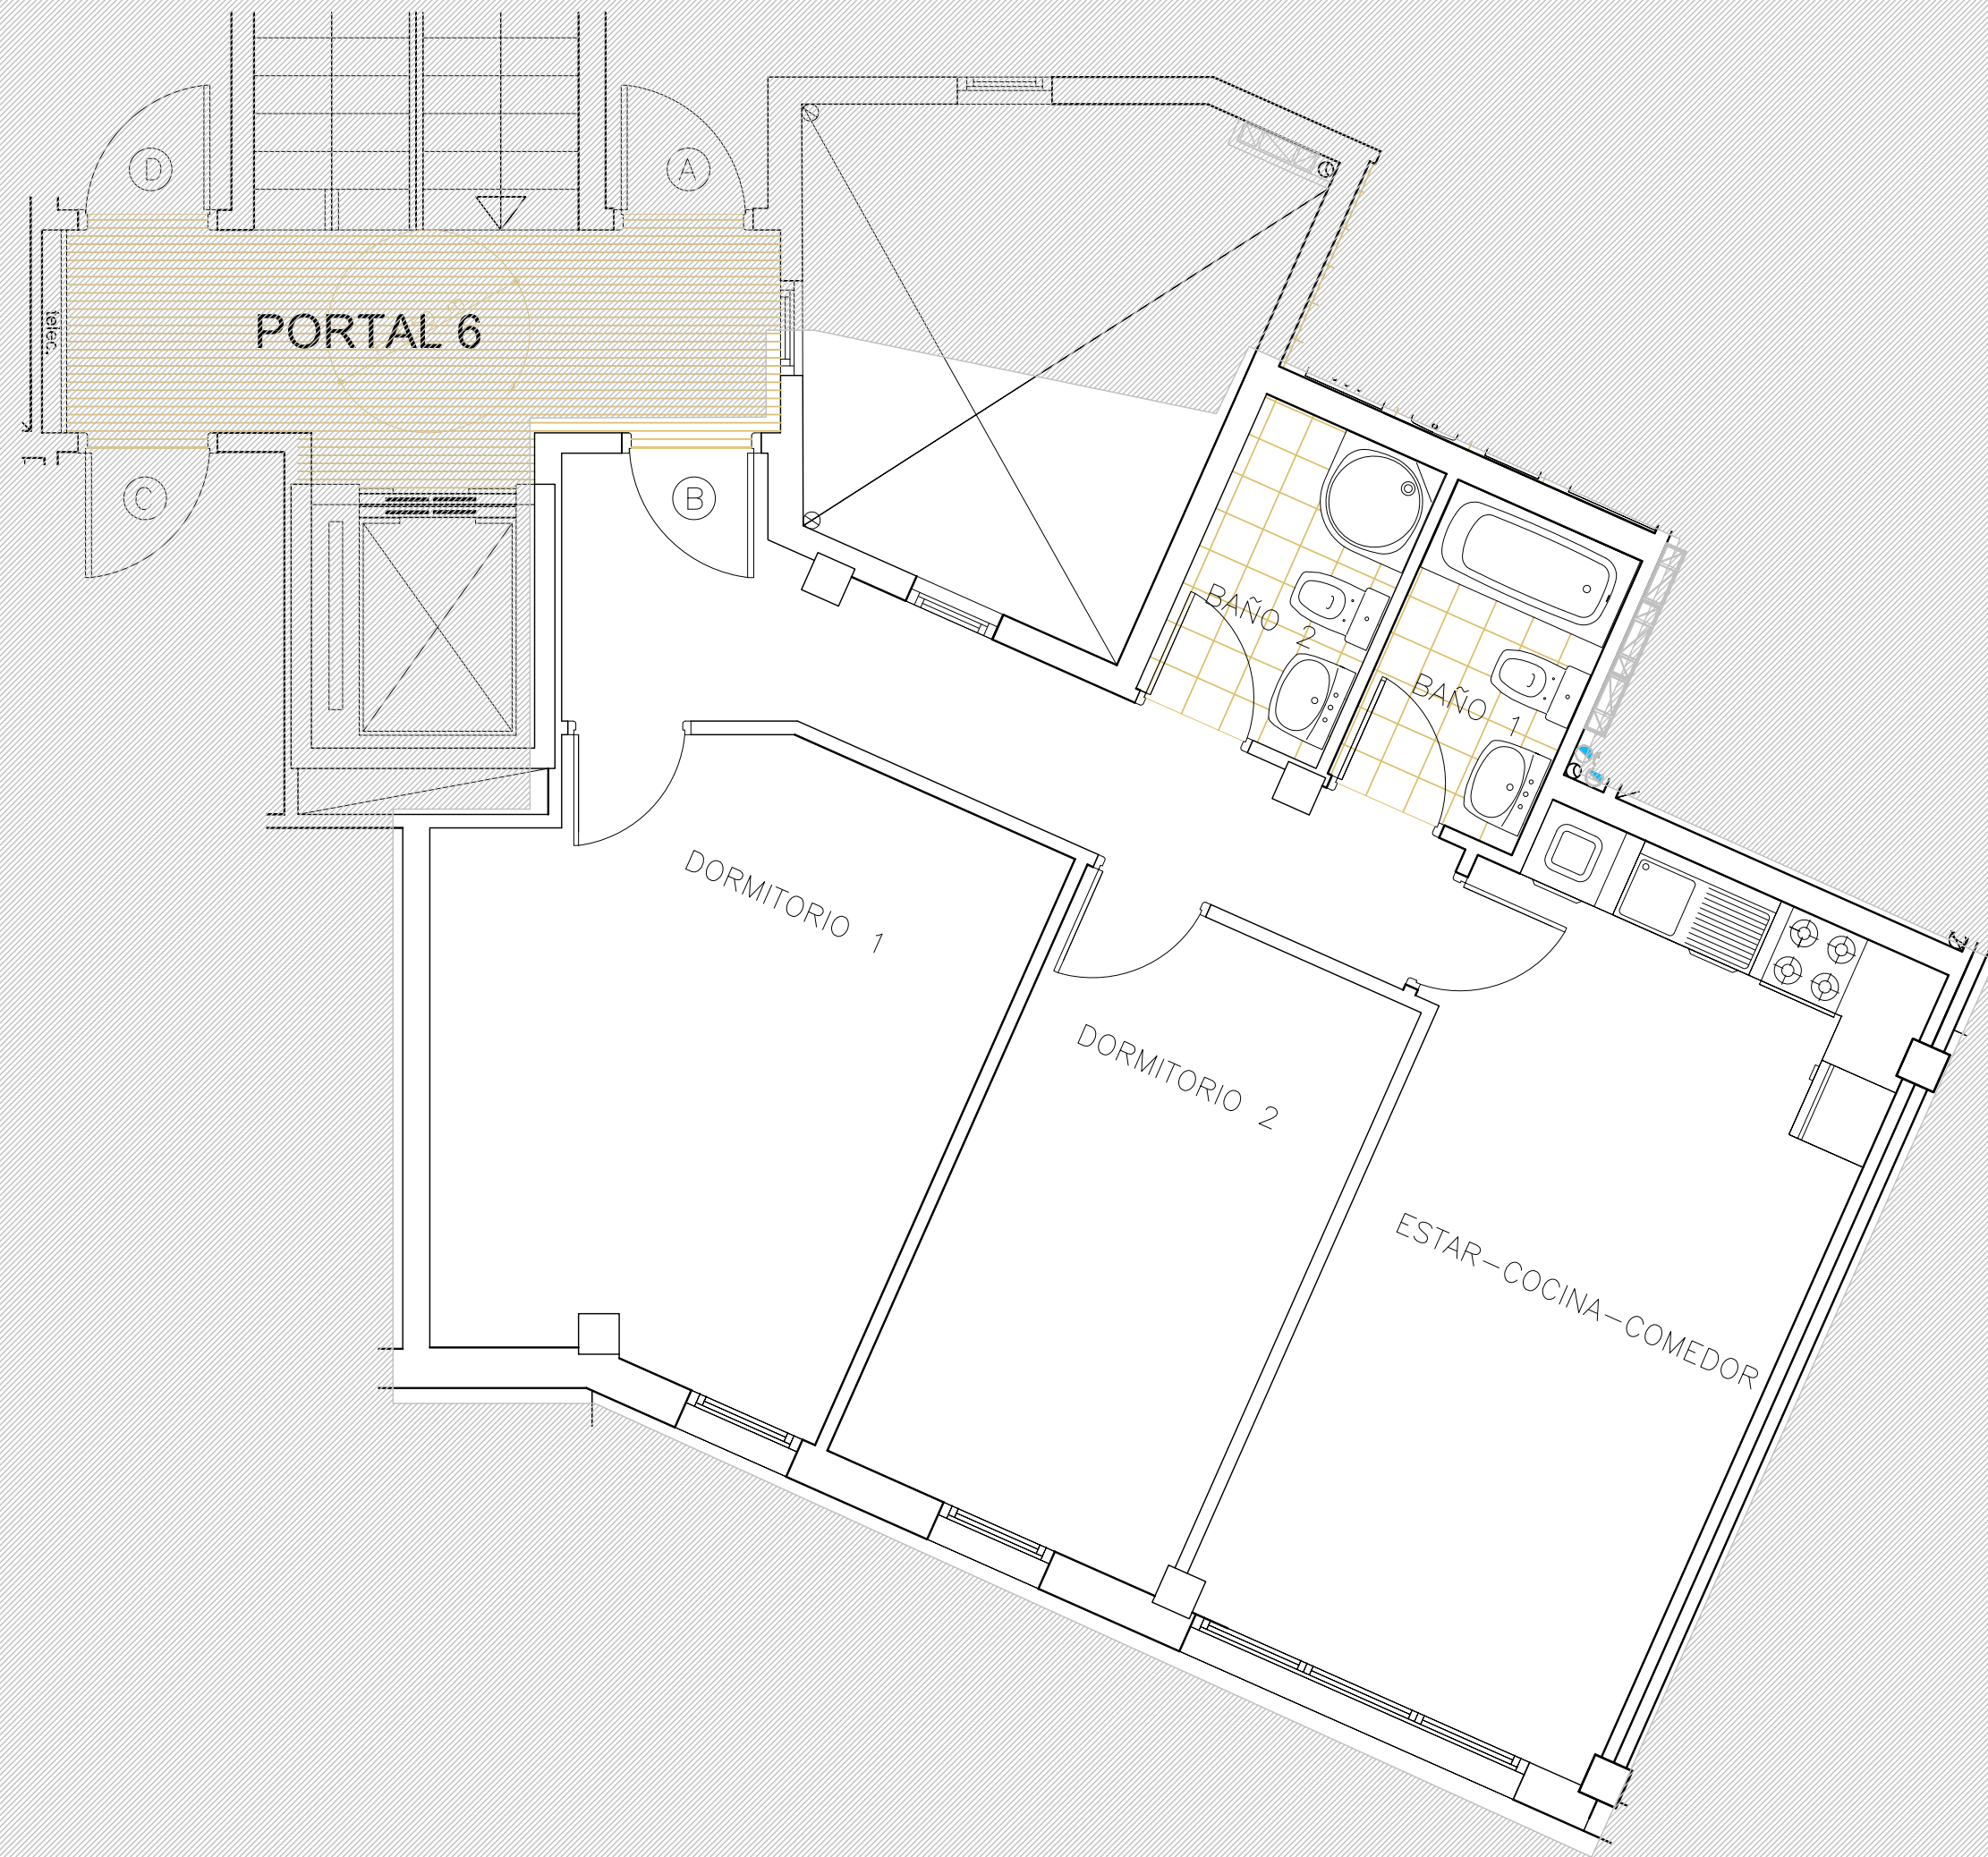 D
A
PORTAL 6
telec.
C
B
BAÑO 2
BAÑO 1
DORMITORIO 1
DORMITORIO 2
ESTAR-COCINA-COMEDOR